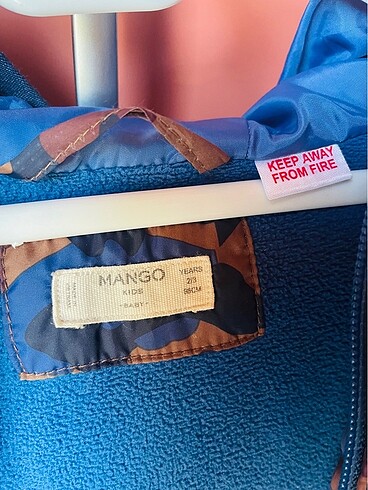 KEEP AWAY
FROM FIRE
MANGO
KIDS
-BABY-
YEARS
2/3
98CM